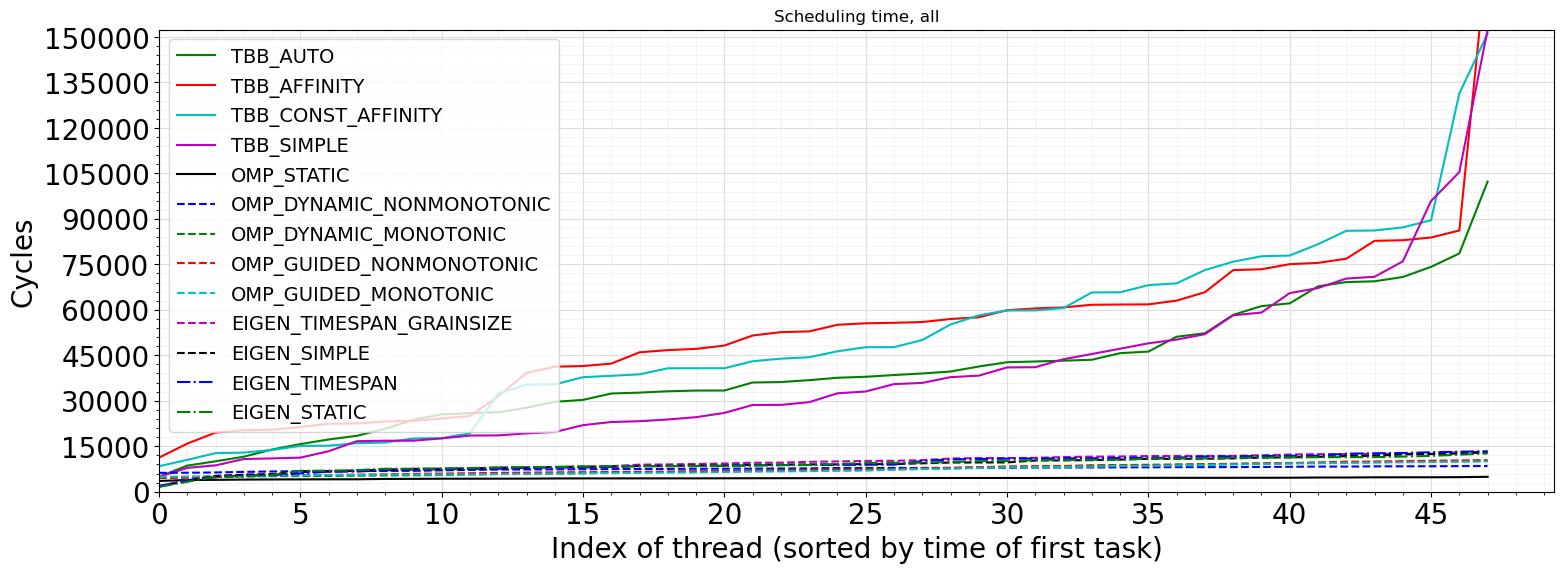 Scheduling time, all
150000
135000
120000
105000
90000
75000
60000
45000
30000
15000
0
Cycles
TBB_AUTO
TBB_AFFINITY
TBB_CONST_AFFINITY
TBB_SIMPLE
OMP_STATIC
OMP_DYNAMIC_NONMONOTONIC
OMP_DYNAMIC_MONOTONIC
OMP_GUIDED_NONMONOTONIC
OMP_GUIDED_MONOTONIC
EIGEN_TIMESPAN_GRAINSIZE
EIGEN_SIMPLE
EIGEN_TIMESPAN
EIGEN_STATIC
0 5 10 15 20 25 30 35 40 45
Index of thread (sorted by time of first task)